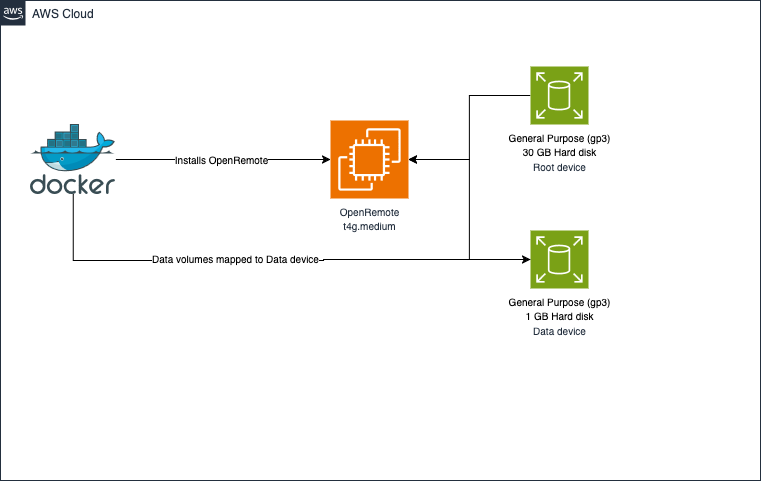 aws
AWS Cloud
docker
Installs OpenRemote
OpenRemote
t4g.medium
General Purpose (gp3)
30 GB Hard disk
Root device
Data volumes mapped to Data device
General Purpose (gp3)
1 GB Hard disk
Data device